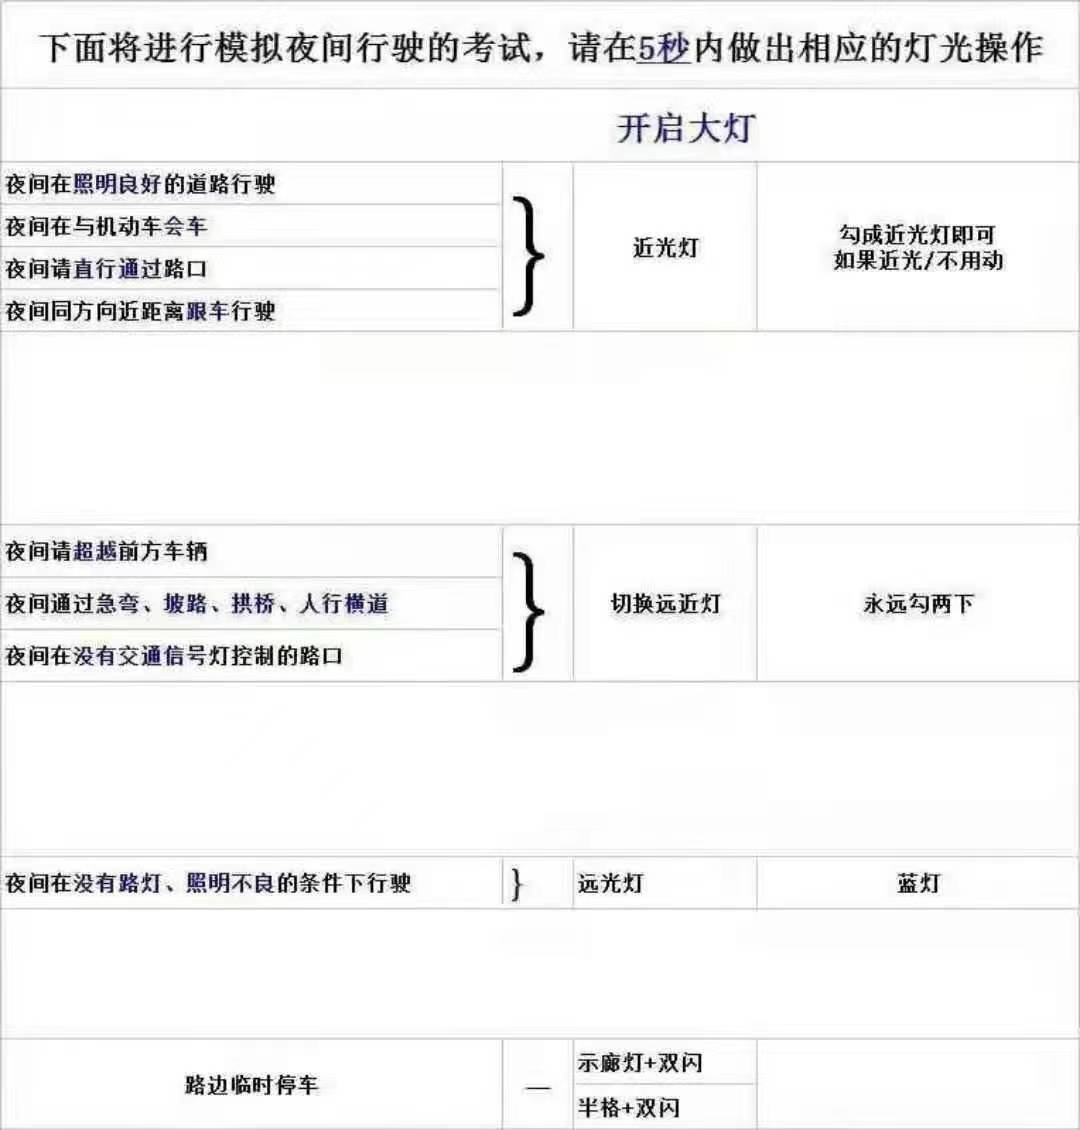 下面将进行模拟夜间行驶的考试，请在5秒内做出相应的灯光操作
开启大灯
夜间在照明良好的道路行驶
夜间在与机动车会车
夜间请直行通过路口
夜间同方向近距离跟车行驶
}
近光灯
勾成近光灯即可
如果近光/不用动
夜间请超越前方车辆
夜间通过急弯、坡路、拱桥、人行横道
夜间在没有交通信号灯控制的路口
}
切换远近灯
永远勾两下
夜间在没有路灯、照明不良的条件下行驶
}
远光灯
蓝灯
路边临时停车
—
示廊灯+双闪
半格+双闪